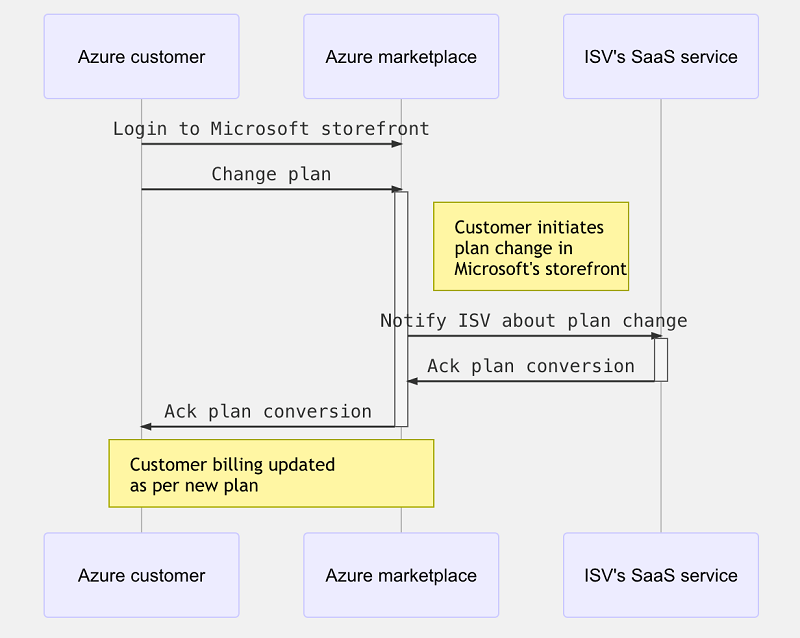 Azure customer
Azure marketplace
ISV's SaaS service
Login to Microsoft storefront
Change plan
Customer initiates
plan change in
Microsoft's storefront
Notify ISV about plan change
Ack plan conversion
Ack plan conversion
Customer billing updated
as per new plan
Azure customer
Azure marketplace
ISV's SaaS service